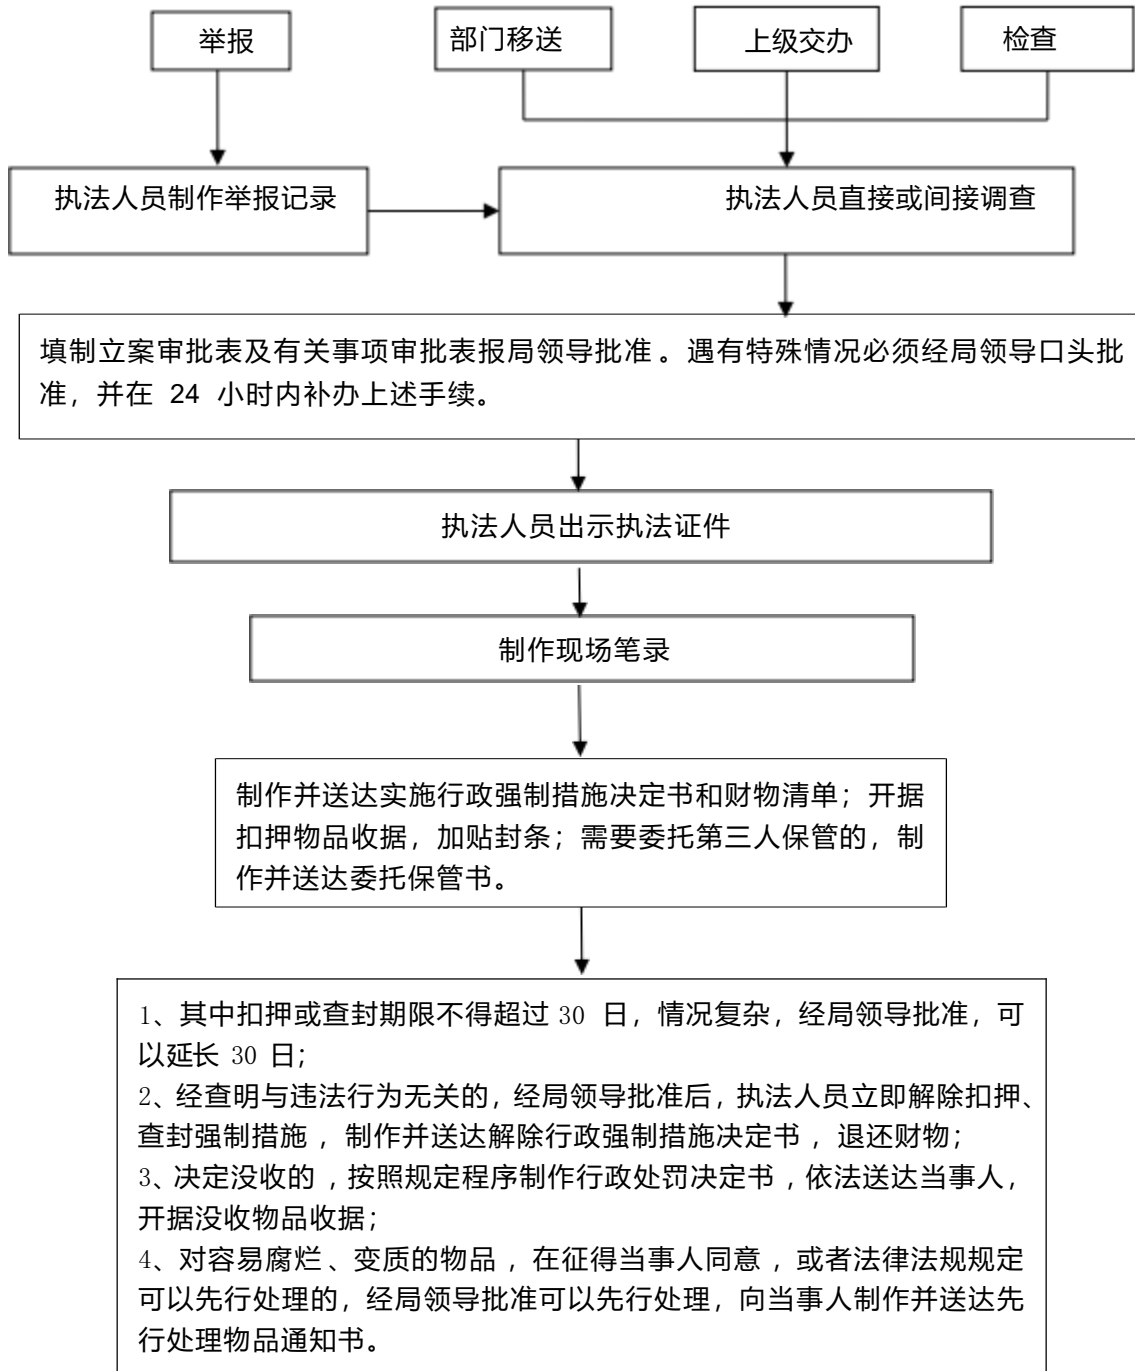 举报
部门移送
上级交办
检查
执法人员制作举报记录
执法人员直接或间接调查
填制立案审批表及有关事项审批表报局领导批准。遇有特殊情况必须经局领导口头批
准，并在 24 小时内补办上述手续。
执法人员出示执法证件
制作现场笔录
制作并送达实施行政强制措施决定书和财物清单；开据
扣押物品收据，加贴封条；需要委托第三人保管的，制
作并送达委托保管书。
1、其中扣押或查封期限不得超过 30 日，情况复杂，经局领导批准，可
以延长 30 日；
2、经查明与违法行为无关的，经局领导批准后，执法人员立即解除扣押、
查封强制措施，制作并送达解除行政强制措施决定书，退还财物；
3、决定没收的，按照规定程序制作行政处罚决定书，依法送达当事人，
开据没收物品收据；
4、对容易腐烂、变质的物品，在征得当事人同意，或者法律法规规定
可以先行处理的，经局领导批准可以先行处理，向当事人制作并送达先
行处理物品通知书。